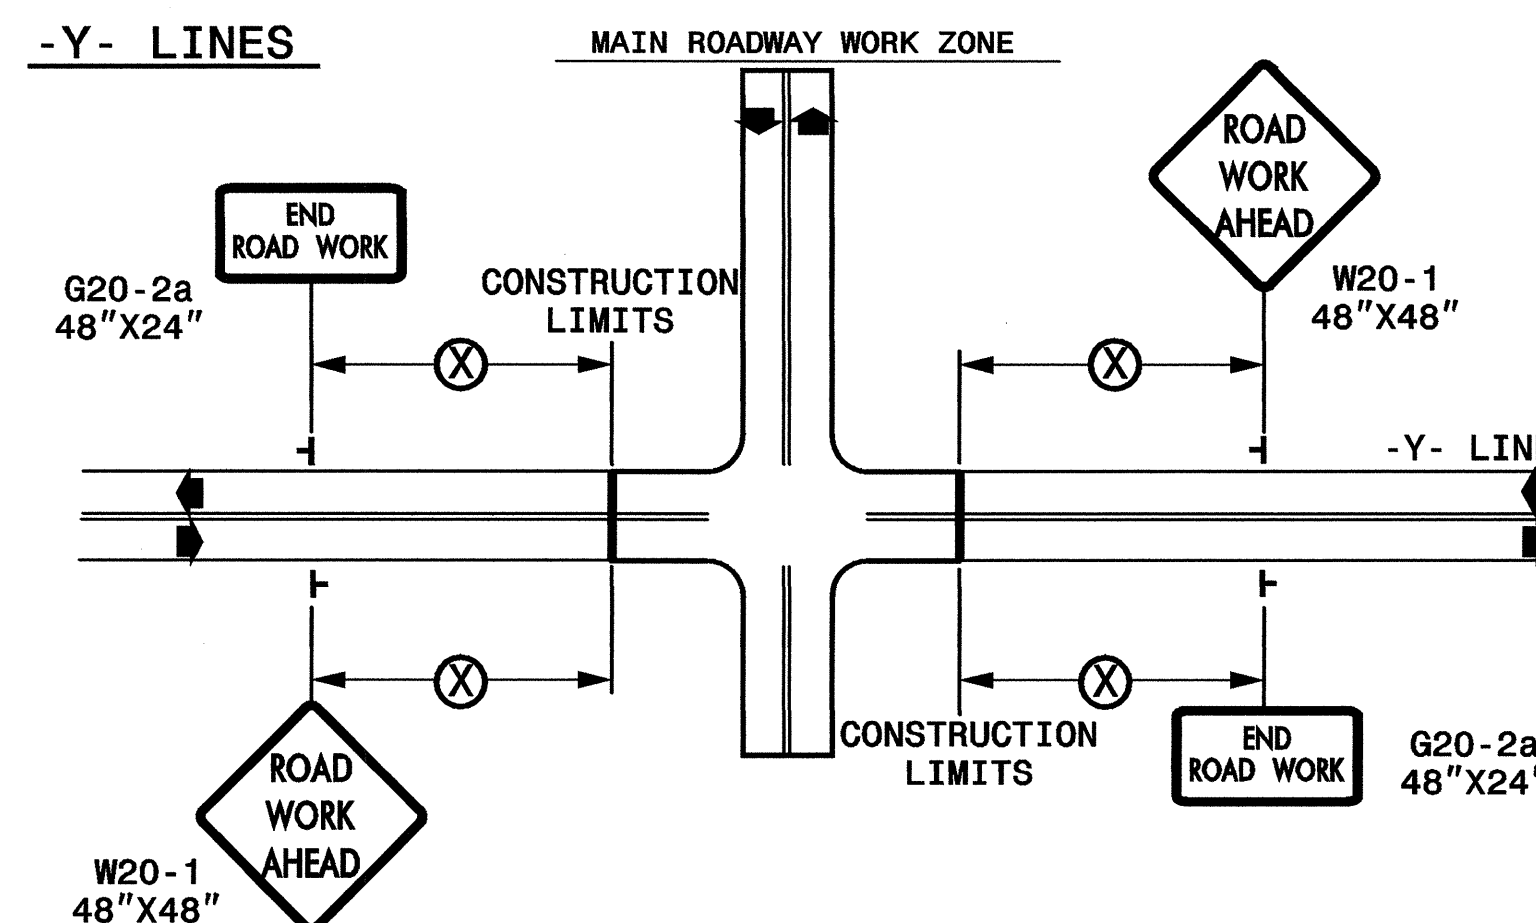 -Y- LINES
MAIN ROADWAY WORK ZONE
ROAD
WORK
AHEAD
END
ROAD WORK
G20-2a
48"X24"
CONSTRUCTION
LIMITS
W20-1
48"X48"
X
X
-Y- LIN
X
X
CONSTRUCTION
LIMITS
END
ROAD WORK
G20-2a
48"X24"
ROAD
WORK
AHEAD
W20-1
48"X48"